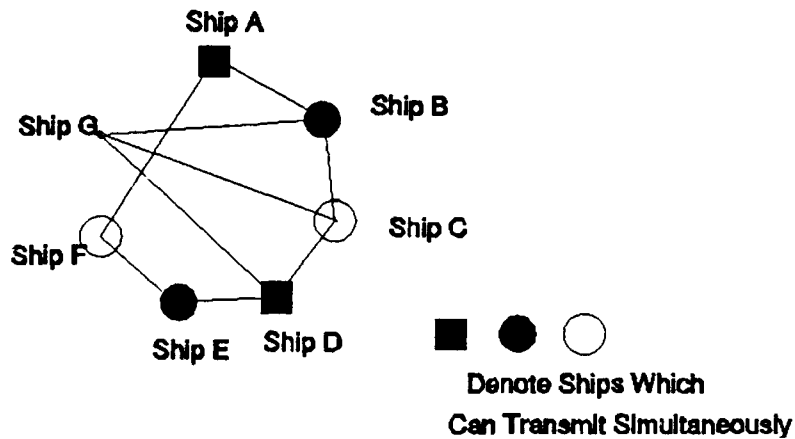 Ship A
Ship B
Ship G
Ship C
Ship F
Ship E
Ship D
Denote Ships Which
Can Transmit Simultaneously